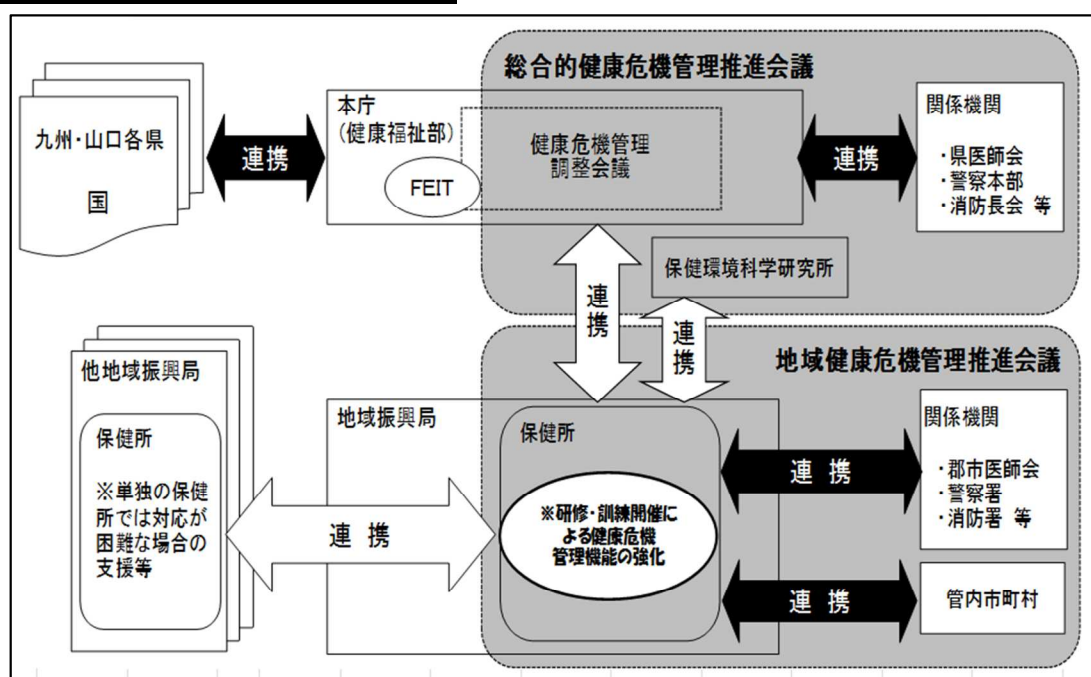 総合的健康危機管理推進会議
九州・山口各県
国
連携
本庁
(健康福祉部)
FEIT
健康危機管理
調整会議
連携
関係機関
・県医師会
・警察本部
・消防長会 等
保健環境科学研究所
連携
連携
地域健康危機管理推進会議
他地域振興局
保健所
※単独の保健
所では対応が
困難な場合の
支援等
連 携
地域振興局
保健所
※研修・訓練開催に
よる健康危機
管理機能の強化
連 携
関係機関
・郡市医師会
・警察署
・消防署 等
連 携
管内市町村